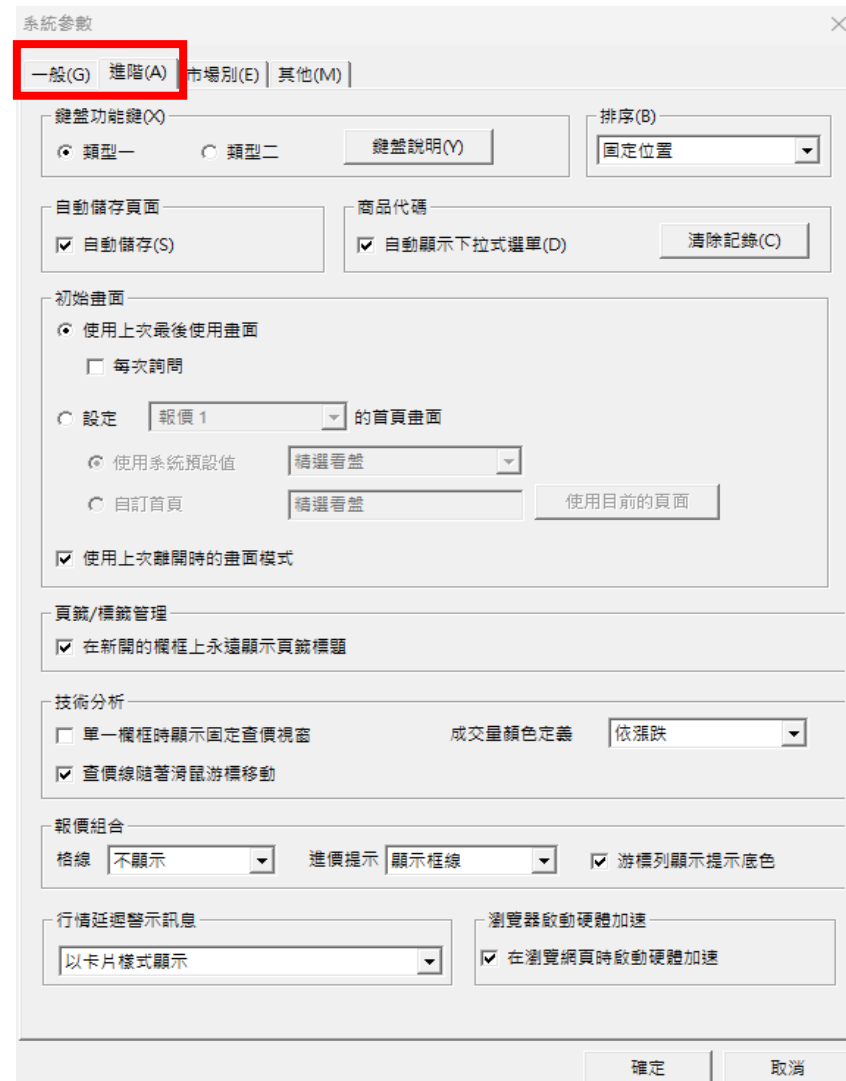 系統參數
一般(G) 進階(A) 市場別(E) 其他(M)
鍵盤功能鍵(X) 排序(B)
類型一 類型二 鍵盤說明(Y) 固定位置
自動儲存頁面 商品代碼
自動儲存(S) 自動顯示下拉式選單(D) 清除記錄(C)
初始畫面
使用上次最後使用畫面
每次詢問
設定 報價 1 的首頁畫面
使用系統預設值 精選看盤
自訂首頁 精選看盤 使用目前的頁面
使用上次離開時的畫面模式
頁籤/標籤管理
在新開的欄框上永遠顯示頁籤標題
技術分析
單一欄框時顯示固定查價視窗 成交量顏色定義 依漲跌
查價線隨著滑鼠游標移動
報價組合
格線 不顯示 進價提示 顯示框線 游標列顯示提示底色
行情延遲警示訊息 瀏覽器啟動硬體加速
以卡片樣式顯示 在瀏覽網頁時啟動硬體加速
確定 取消